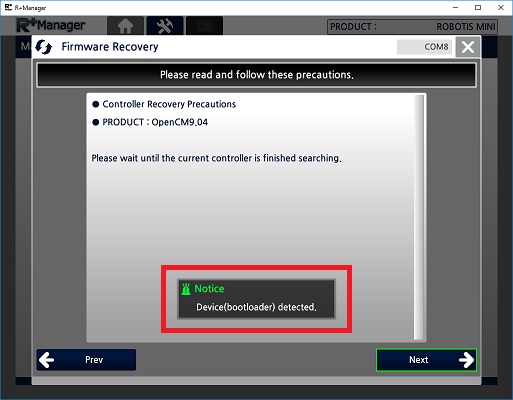 R+Manager
R+Manager
PRODUCT :
ROBOTIS MINI
Firmware Recovery
COM8
Please read and follow these precautions.
● Controller Recovery Precautions
● PRODUCT : OpenCM9.04
Please wait until the current controller is finished searching.
Notice
Device(bootloader) detected.
Prev
Next